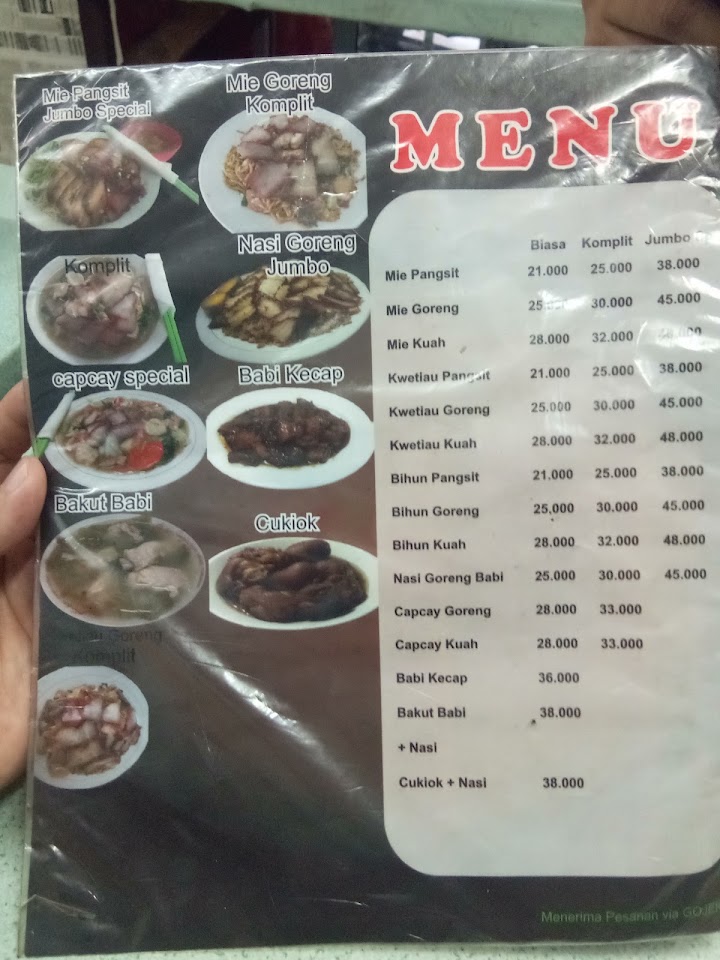 Mie Pangsit
Jumbo Special
Mie Goreng
Komplit
Komplit
Nasi Goreng
Jumbo
capcay special
Babi Kecap
Bakut Babi
Cukiok
Goreng
Komplit
MENU
Biasa Komplit Jumbo
Mie Pangsit 21.000 25.000 38.000
Mie Goreng 30.000 45.000
Mie Kuah 28.000 32.000
Kwetiau Pangsit 21.000 25.000 38.000
Kwetiau Goreng 25.000 30.000 45.000
Kwetiau Kuah 28.000 32.000 48.000
Bihun Pangsit 21.000 25.000 38.000
Bihun Goreng 25.000 30.000 45.000
Bihun Kuah 28.000 32.000 48.000
Nasi Goreng Babi 25.000 30.000 45.000
Capcay Goreng 28.000 33.000
Capcay Kuah 28.000 33.000
Babi Kecap 36.000
Bakut Babi 38.000
+ Nasi
Cukiok + Nasi 38.000
Menerima Pesanan via